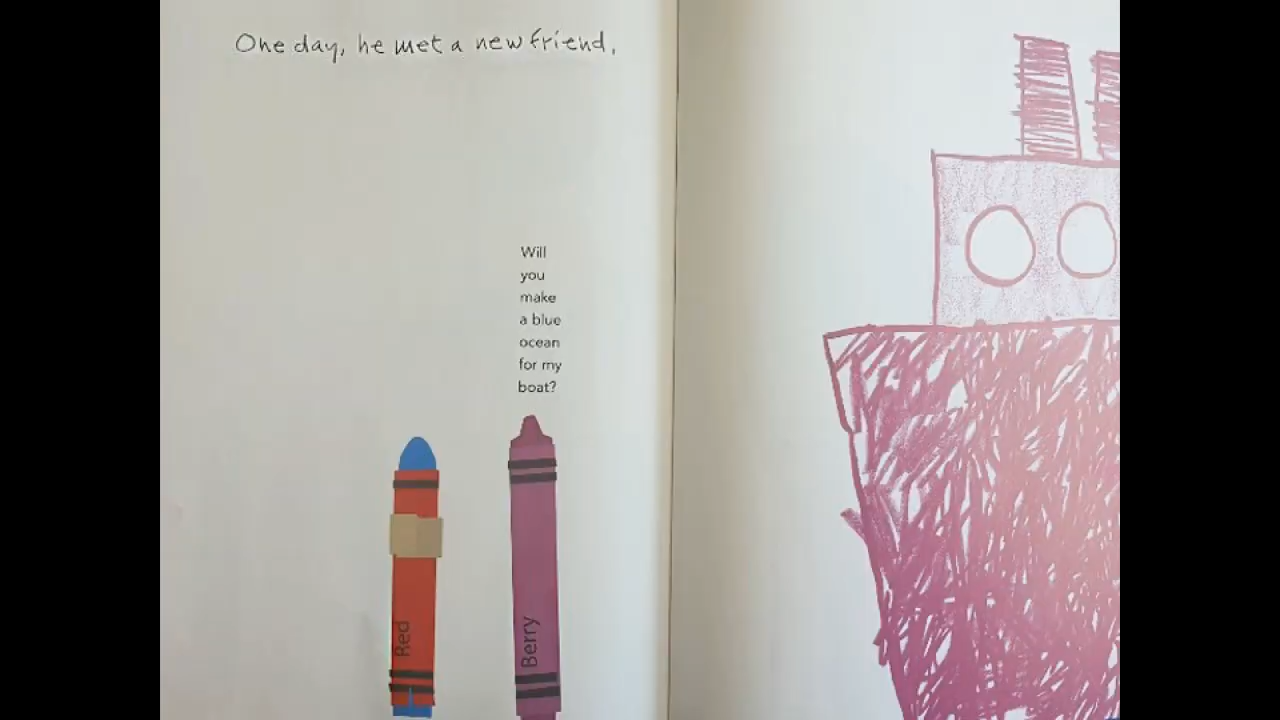 One day, he met a new friend.
Will
you
make
a blue
ocean
for my
boat?
Red
Berry